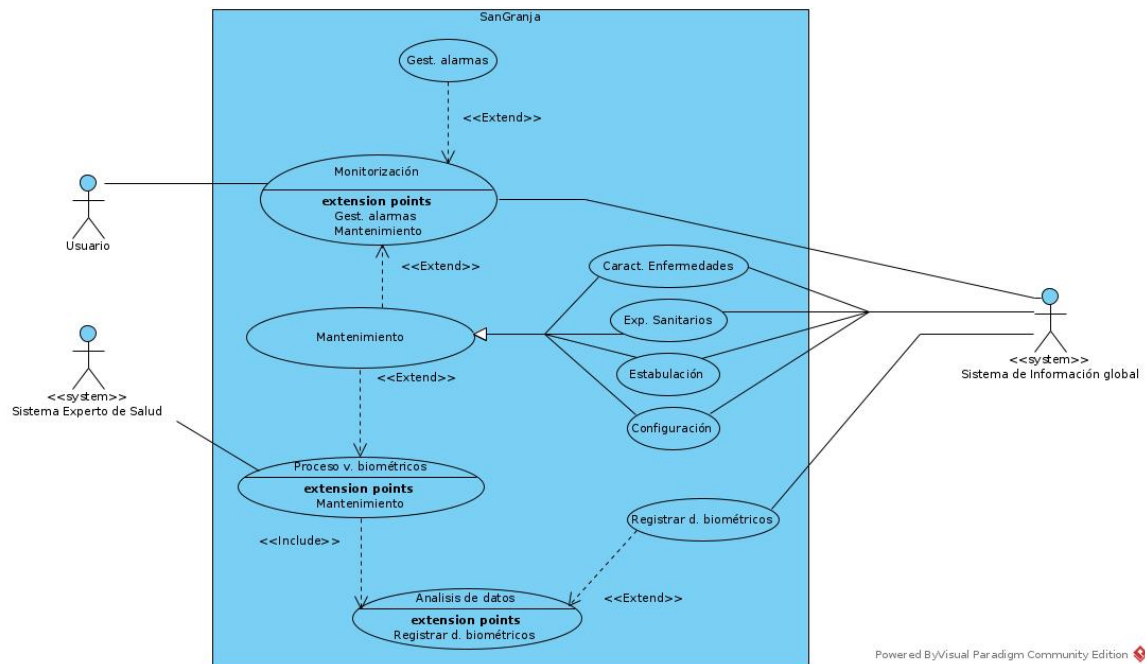 SanGranja
Gest. alarmas
<<Extend>>
Monitorización
extension points
Gest. alarmas
Mantenimiento
Usuario
<<Extend>>
Caract. Enfermedades
Exp. Sanitarios
Mantenimiento
Estabulación
Configuración
<<Extend>>
<<system>>
Sistema de Información global
<<system>>
Sistema Experto de Salud
Proceso v. biométricos
extension points
Mantenimiento
Registrar d. biométricos
<<Include>>
Analisis de datos
extension points
Registrar d. biométricos
<<Extend>>
Powered ByVisual Paradigm Community Edition